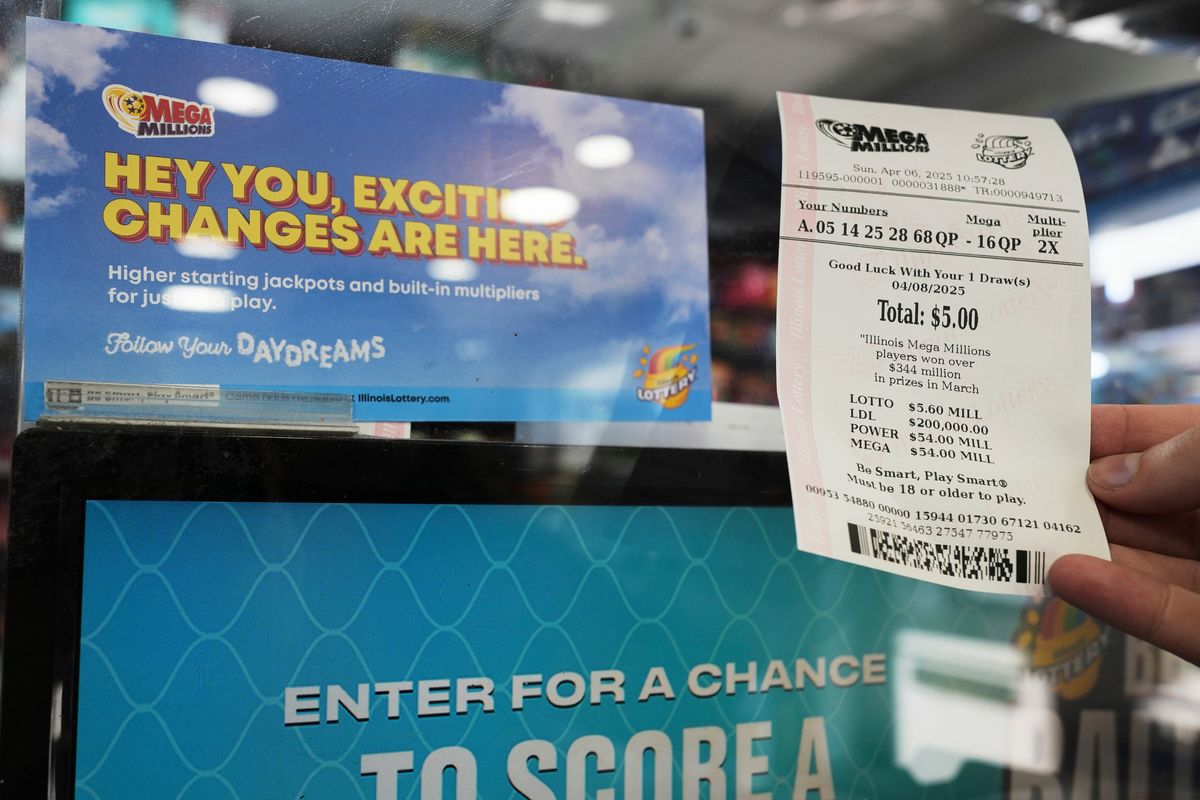 MEGA
MILLIONS
HEY YOU, EXCITI
CHANGES ARE HERE.
Higher starting jackpots and built-in multipliers
for play.
Follow Your DAYDREAMS
LOTTERY
IllinoisLottery.com
MEGA
MILLIONS
LOTTERY
Sun. Apr 06, 2025 10:57:28
119595-000001 0000031888* TR:0000949713
Your Numbers Mega Multi-
plier
A. 05 14 25 28 68 QP - 16 QP 2X
Good Luck With Your 1 Draw(s)
04/08/2025
Total: $5.00
"Illinois Mega Millions
players won over
$344 million
in prizes in March
LOTTO $5.60 MILL
LDL $200,000.00
POWER $54.00 MILL
MEGA $54.00 MILL
Be Smart, Play Smart®
Must be 18 or older to play.
00953 54880 00000 15944 01730 67121 04162
25921 56463 27547 77975
Illinois Lottery
ENTER FOR A CHANCE
TO SCORE A